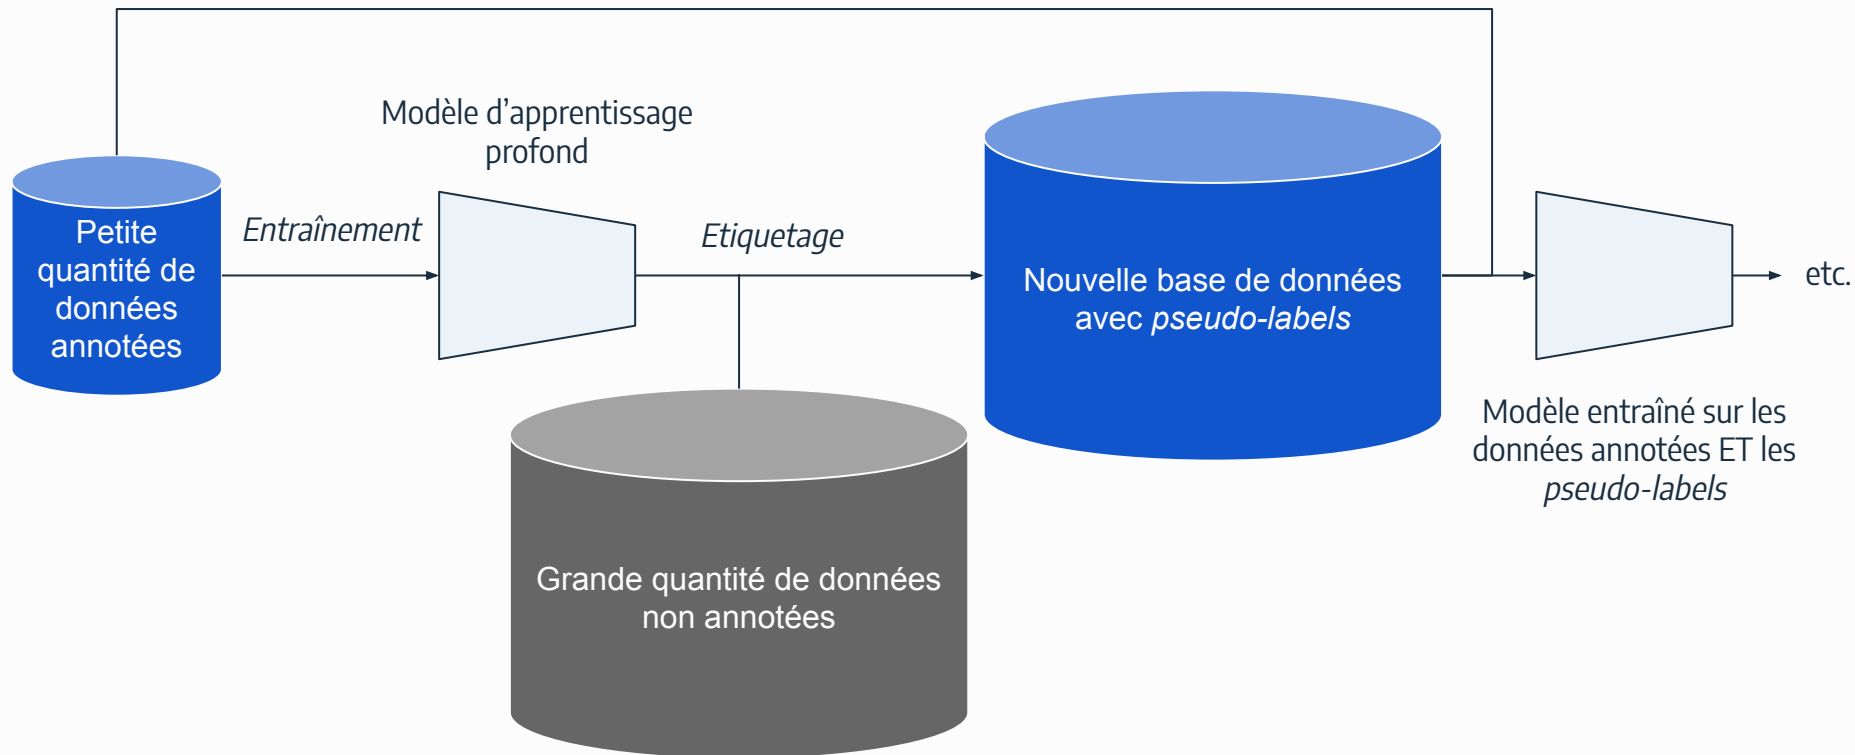 Modèle d'apprentissage
profond
Petite
quantité de
données
annotées
Entraînement
Etiquetage
Nouvelle base de données
avec pseudo-labels
etc.
Modèle entraîné sur les
données annotées ET les
pseudo-labels
Grande quantité de données
non annotées